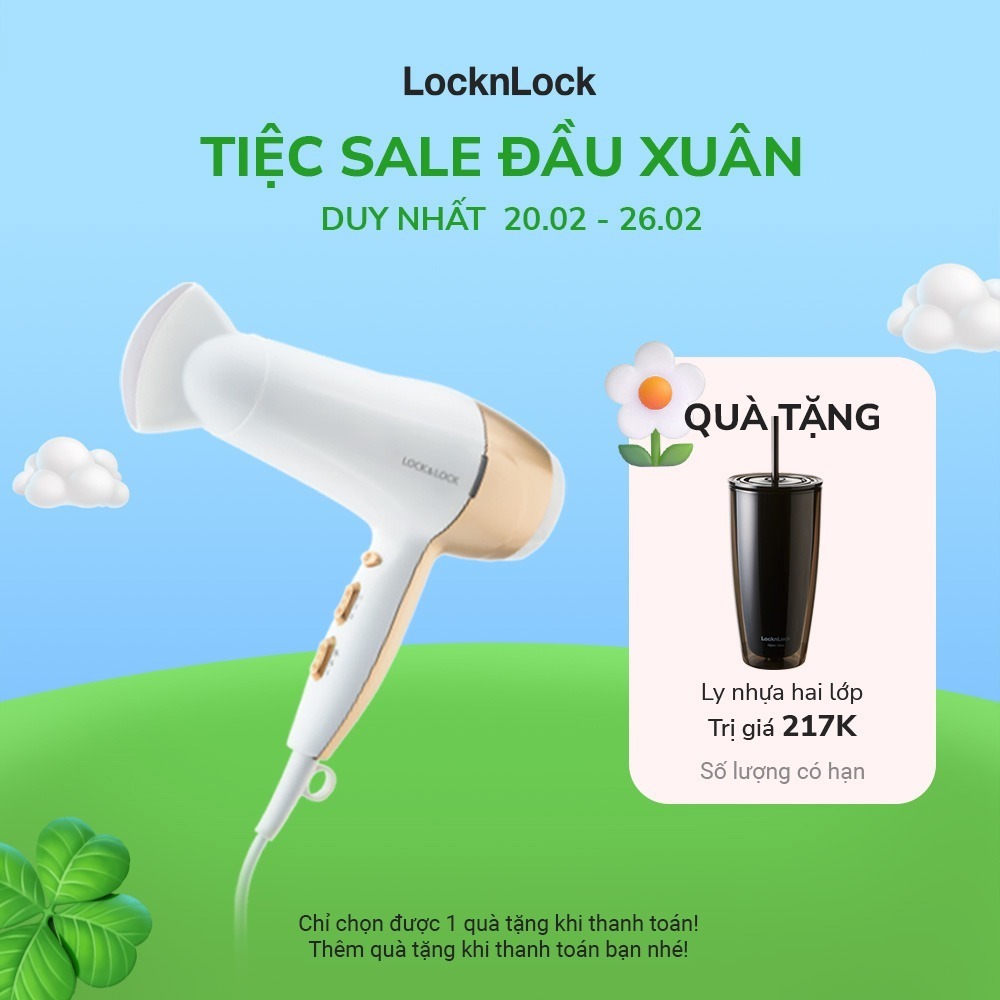 LocknLock
TIỆC SALE ĐẦU XUÂN
DUY NHẤT 20.02 - 26.02
LOCK&LOCK
QUÀ TẶNG
LocknLock
Ly nhựa hai lớp
Trị giá 217K
Số lượng có hạn
Chỉ chọn được 1 quà tặng khi thanh toán!
Thêm quà tặng khi thanh toán bạn nhé!